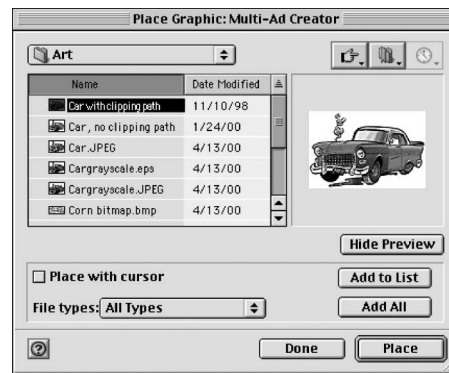 Place Graphic: Multi-Ad Creator
Art
Name Date Modified
Car with clipping path 11/10/98
Car, no clipping path 1/24/00
Car.JPEG 4/13/00
Cargrayscale.eps 4/13/00
Cargrayscale.JPEG 4/13/00
Corn bitmap.bmp 4/13/00
Hide Preview
Place with cursor Add to List
File types: All Types Add All
? Done Place